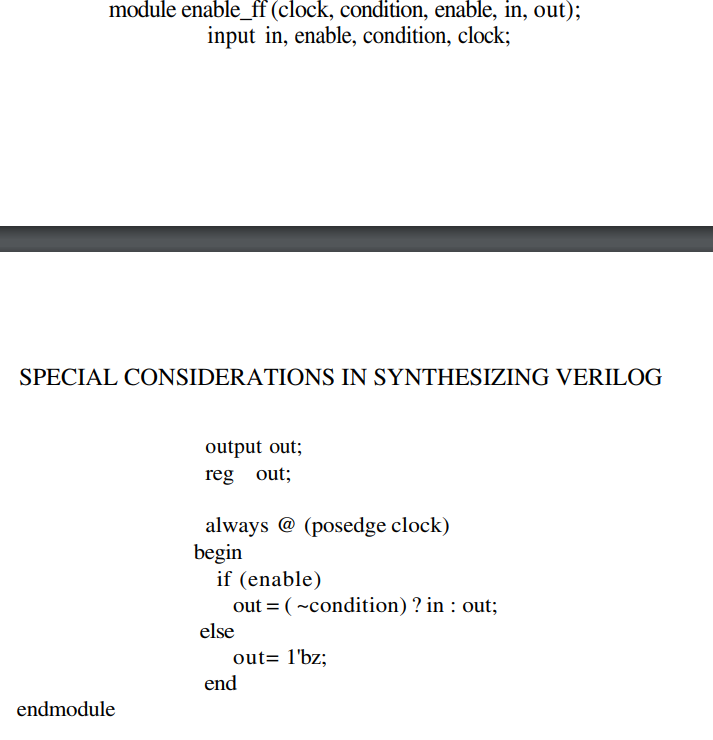 module enable_ff (clock, condition, enable, in, out);
input in, enable, condition, clock;
SPECIAL CONSIDERATIONS IN SYNTHESIZING VERILOG
output out;
reg out;
always @ (posedge clock)
begin
if (enable)
out = ( ~condition) ? in : out;
else
out= 1'bz;
end
endmodule